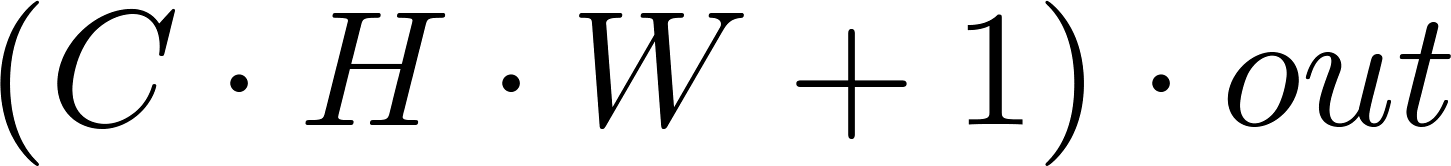 (C · H · W + 1) · out